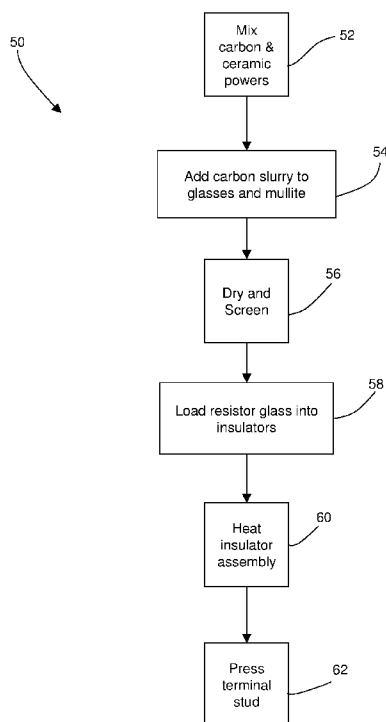 50
Mix
carbon &
ceramic
powers
52
Add carbon slurry to
glasses and mullite
54
Dry and
Screen
56
Load resistor glass into
insulators
58
Heat
insulator
assembly
60
Press
terminal
stud
62